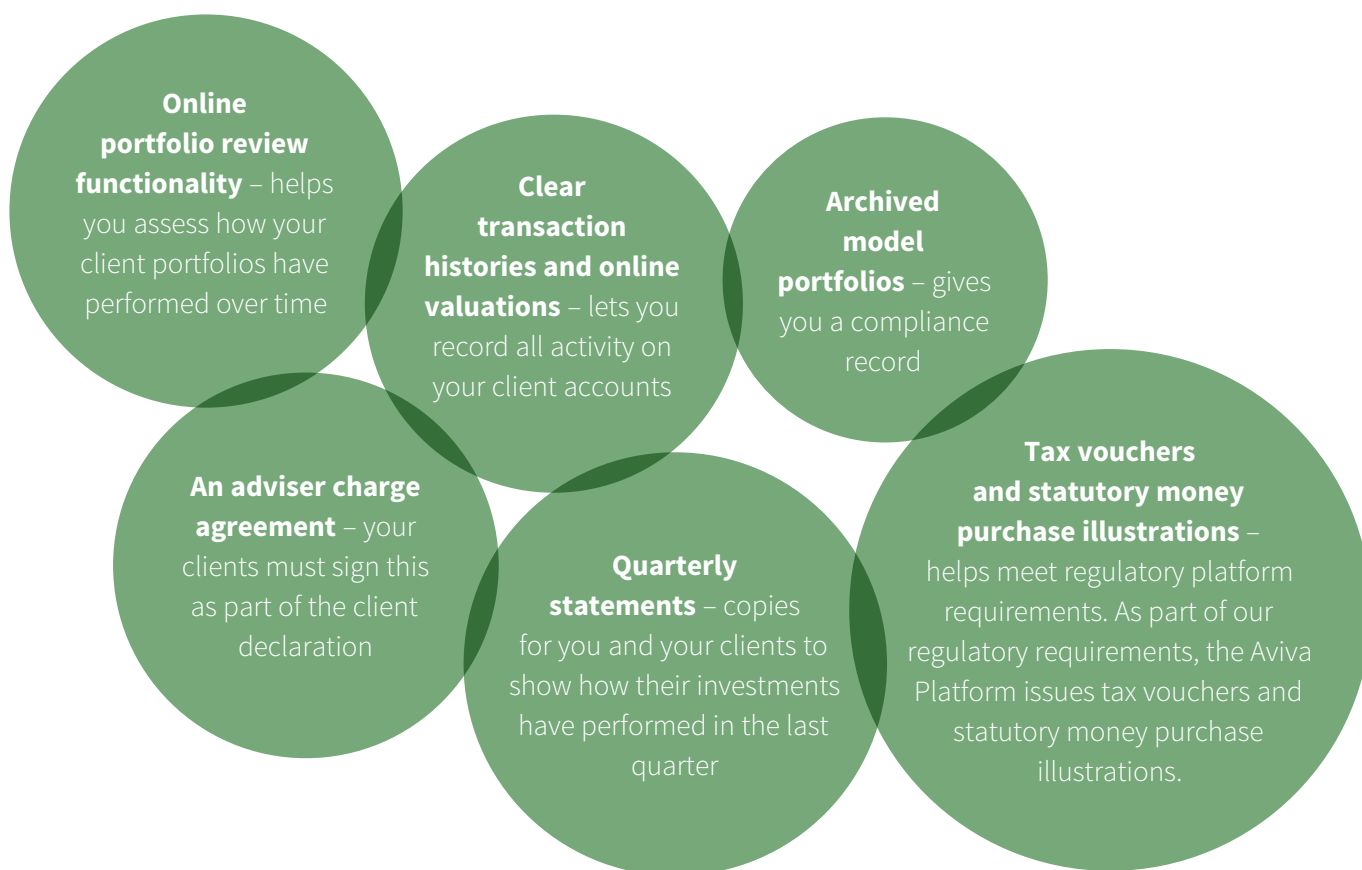 Online
portfolio review
functionality – helps
you assess how your
client portfolios have
performed over time
Clear
transaction
histories and online
valuations – lets you
record all activity on
your client accounts
Archived
model
portfolios – gives
you a compliance
record
An adviser charge
agreement – your
clients must sign this
as part of the client
declaration
Quarterly
statements – copies
for you and your clients to
show how their investments
have performed in the last
quarter
Tax vouchers
and statutory money
purchase illustrations –
helps meet regulatory platform
requirements. As part of our
regulatory requirements, the Aviva
Platform issues tax vouchers and
statutory money purchase
illustrations.